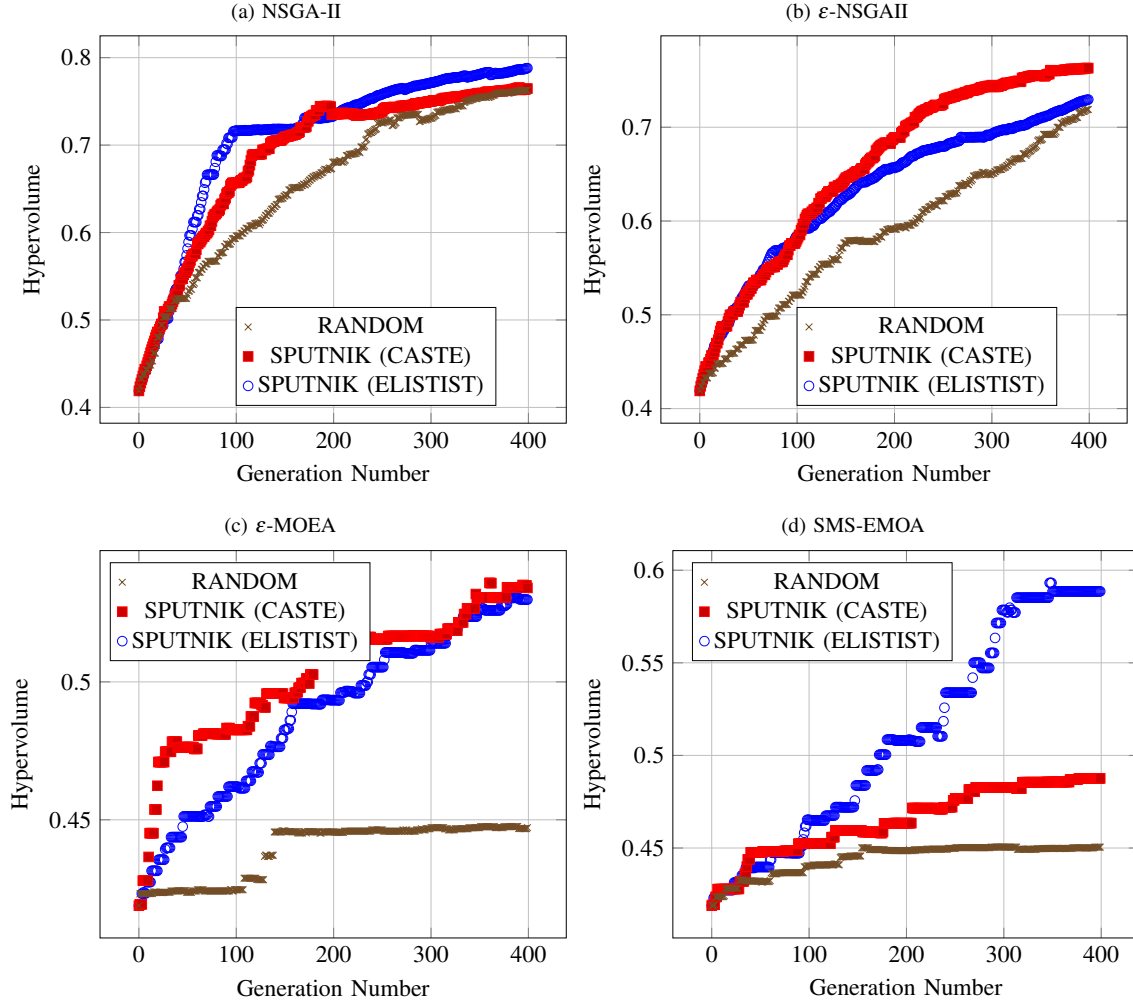 (a) NSGA-II
0.8
0.7
0.6
0.5
0.4
Hypervolume
RANDOM
SPUTNIK (CASTE)
SPUTNIK (ELISTIST)
0 100 200 300 400
Generation Number
(b) ε-NSGAII
0.7
0.6
0.5
0.4
Hypervolume
RANDOM
SPUTNIK (CASTE)
SPUTNIK (ELISTIST)
0 100 200 300 400
Generation Number
(c) ε-MOEA
0.5
0.45
Hypervolume
RANDOM
SPUTNIK (CASTE)
SPUTNIK (ELISTIST)
0 100 200 300 400
Generation Number
(d) SMS-EMOA
0.6
0.55
0.5
0.45
Hypervolume
RANDOM
SPUTNIK (CASTE)
SPUTNIK (ELISTIST)
0 100 200 300 400
Generation Number